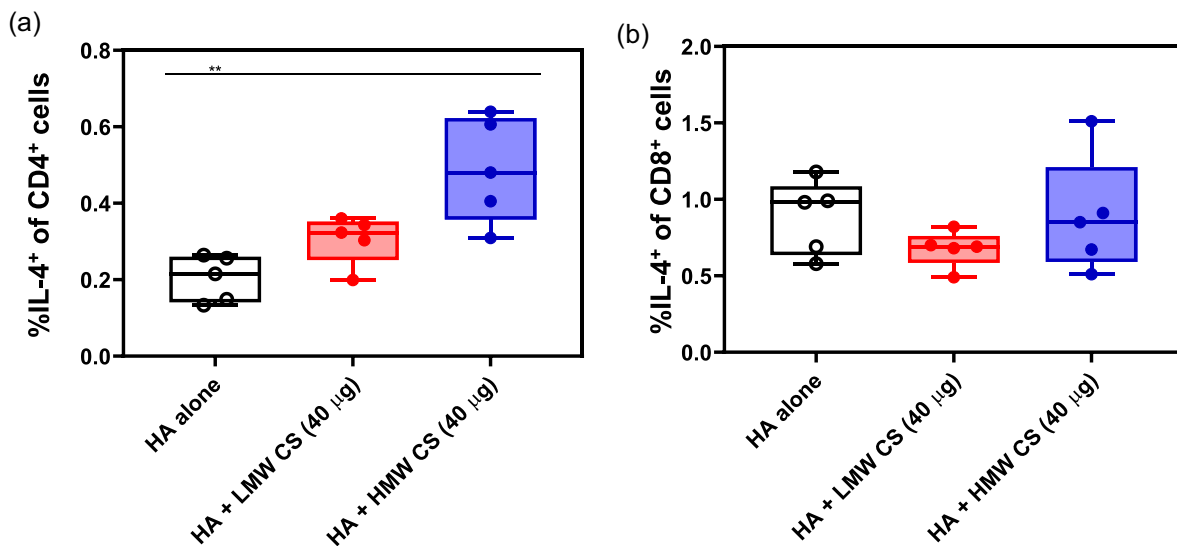 (a)
%IL-4⁺ of CD4⁺ cells
0.8
0.6
0.4
0.2
0.0
**
HA alone
HA + LMW CS (40 μg)
HA + HMW CS (40 μg)
(b)
%IL-4⁺ of CD8⁺ cells
2.0
1.5
1.0
0.5
0.0
HA alone
HA + LMW CS (40 μg)
HA + HMW CS (40 μg)